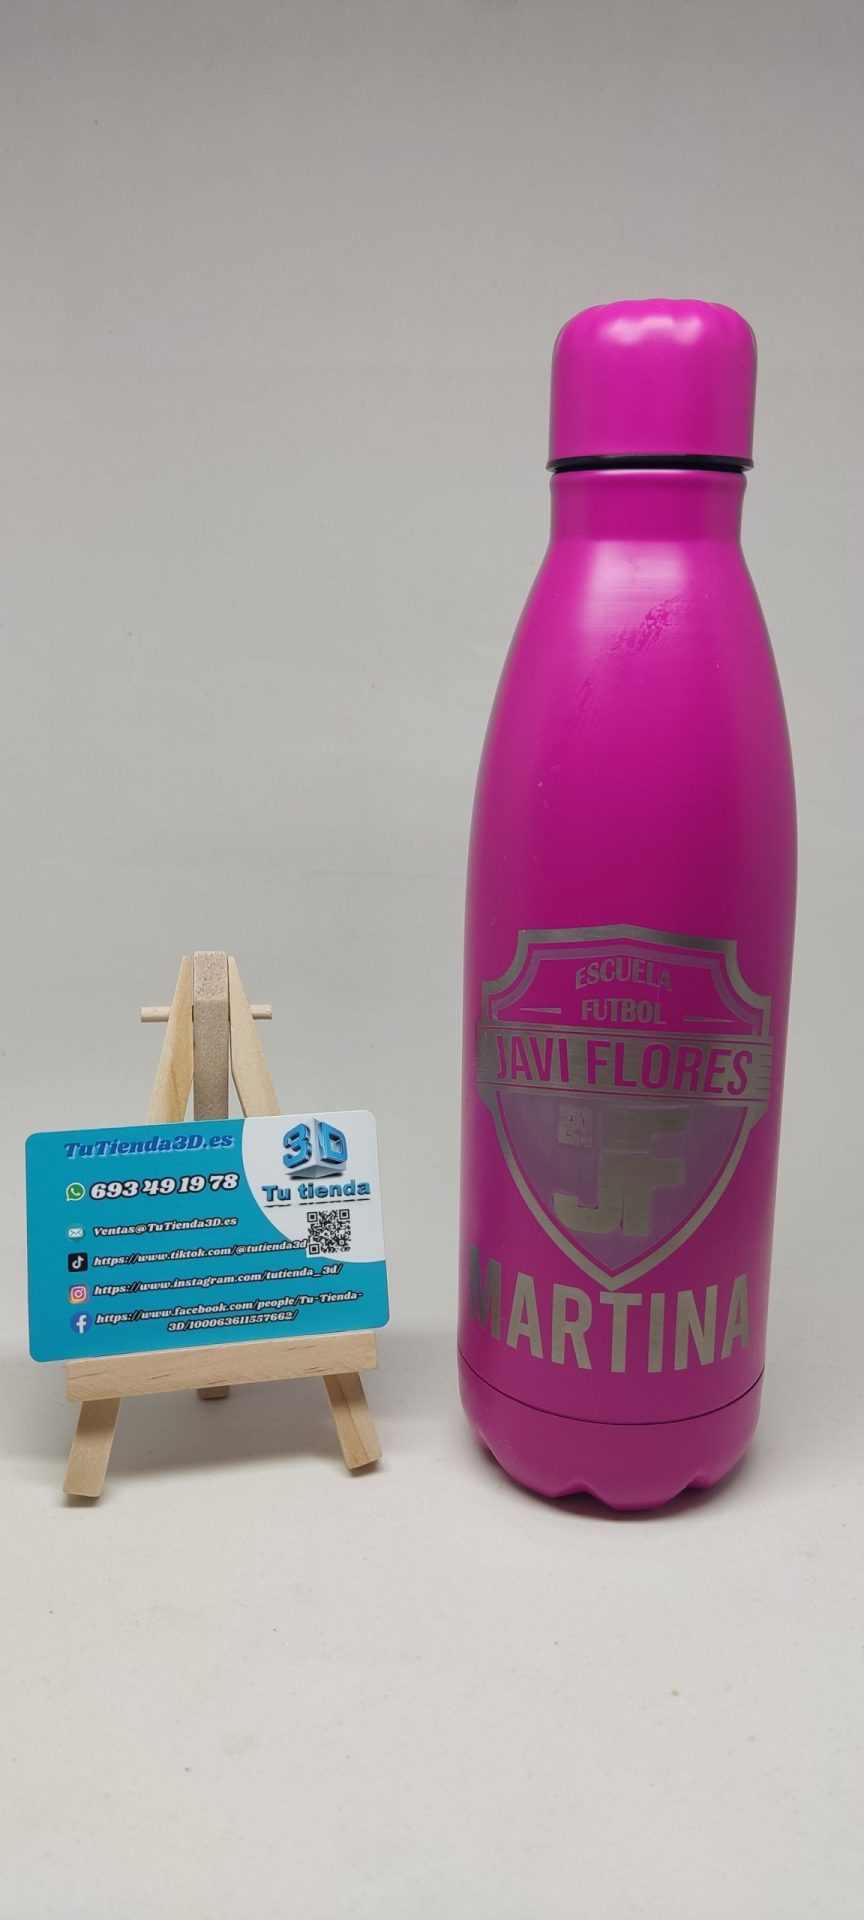 TuTienda3D.es
693 49 19 78
Ventas@TuTienda3D.es
https://www.tiktok.com/@tutienda3d
https://www.instagram.com/tutienda_3d/
https://www.facebook.com/people/Tu-Tienda-
3D/100063611557662/
3D
Tu tienda
ESCUELA
FUTBOL
JAVI FLORES
JF
MARTINA